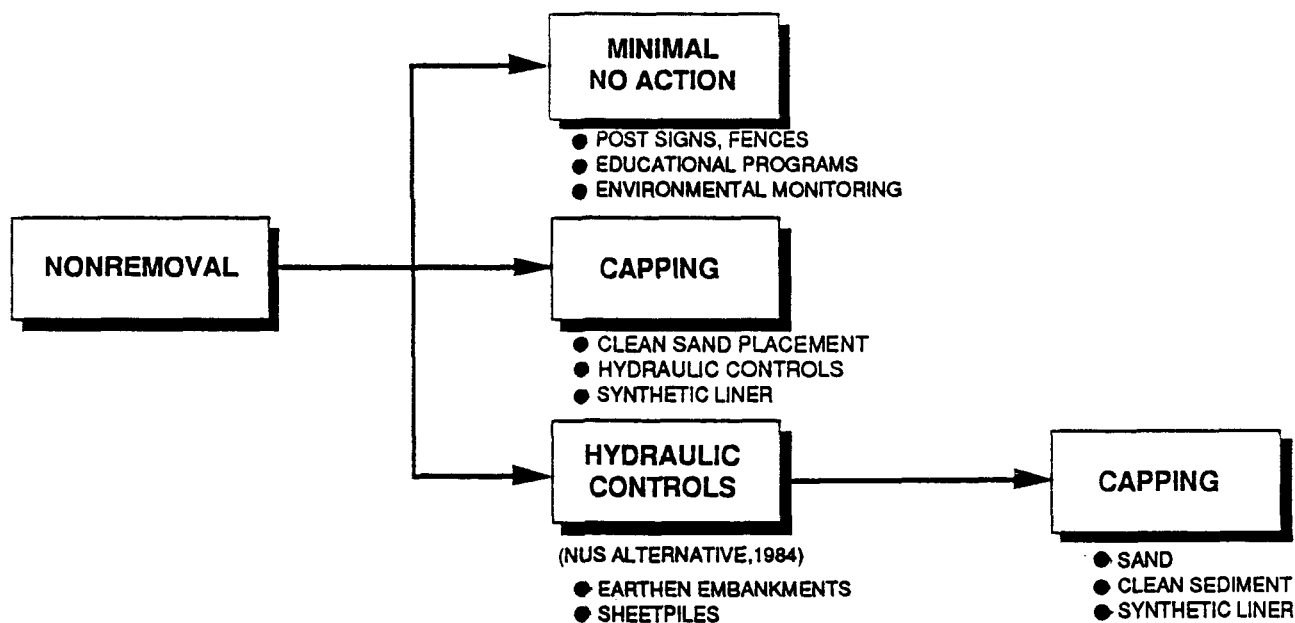 MINIMAL
NO ACTION
● POST SIGNS, FENCES
● EDUCATIONAL PROGRAMS
● ENVIRONMENTAL MONITORING
NONREMOVAL
CAPPING
● CLEAN SAND PLACEMENT
● HYDRAULIC CONTROLS
● SYNTHETIC LINER
HYDRAULIC
CONTROLS
(NUS ALTERNATIVE,1984)
● EARTHEN EMBANKMENTS
● SHEETPILES
CAPPING
● SAND
● CLEAN SEDIMENT
● SYNTHETIC LINER